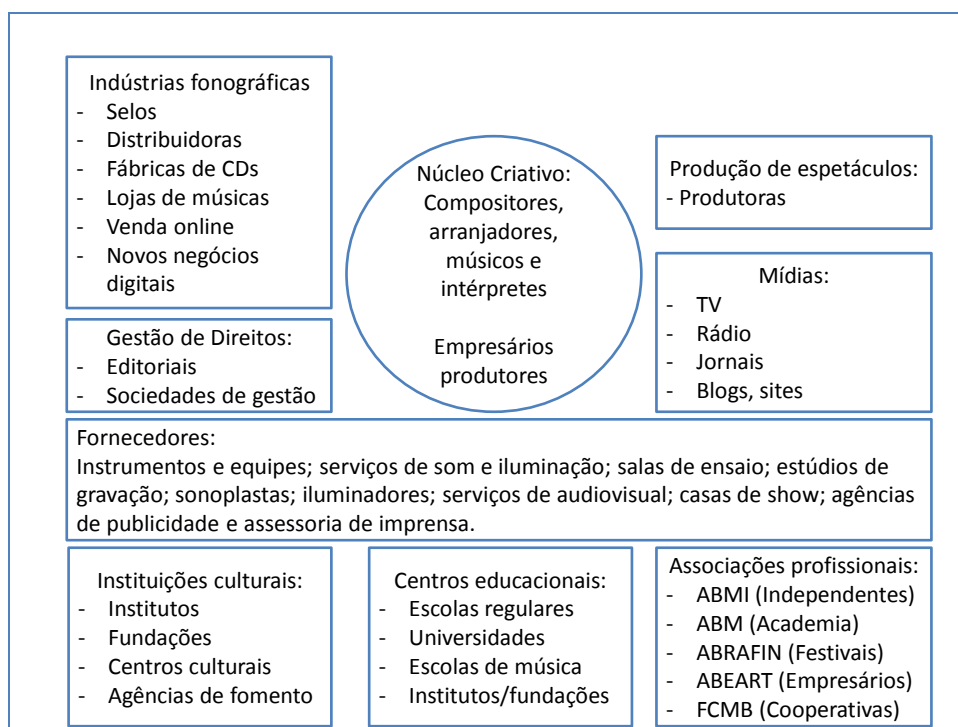 Indústrias fonográficas
- Selos
- Distribuidoras
- Fábricas de CDs
- Lojas de músicas
- Venda online
- Novos negócios
digitais
Gestão de Direitos:
- Editoriais
- Sociedades de gestão
Núcleo Criativo:
Compositores,
arranjadores,
músicos e
intérpretes
Empresários
produtores
Produção de espetáculos:
- Produtoras
Mídias:
- TV
- Rádio
- Jornais
- Blogs, sites
Fornecedores:
Instrumentos e equipes; serviços de som e iluminação; salas de ensaio; estúdios de
gravação; sonoplastas; iluminadores; serviços de audiovisual; casas de show; agências
de publicidade e assessoria de imprensa.
Instituições culturais:
- Institutos
- Fundações
- Centros culturais
- Agências de fomento
Centros educacionais:
- Escolas regulares
- Universidades
- Escolas de música
- Institutos/fundações
Associações profissionais:
- ABMI (Independentes)
- ABM (Academia)
- ABRAFIN (Festivais)
- ABEART (Empresários)
- FCMB (Cooperativas)